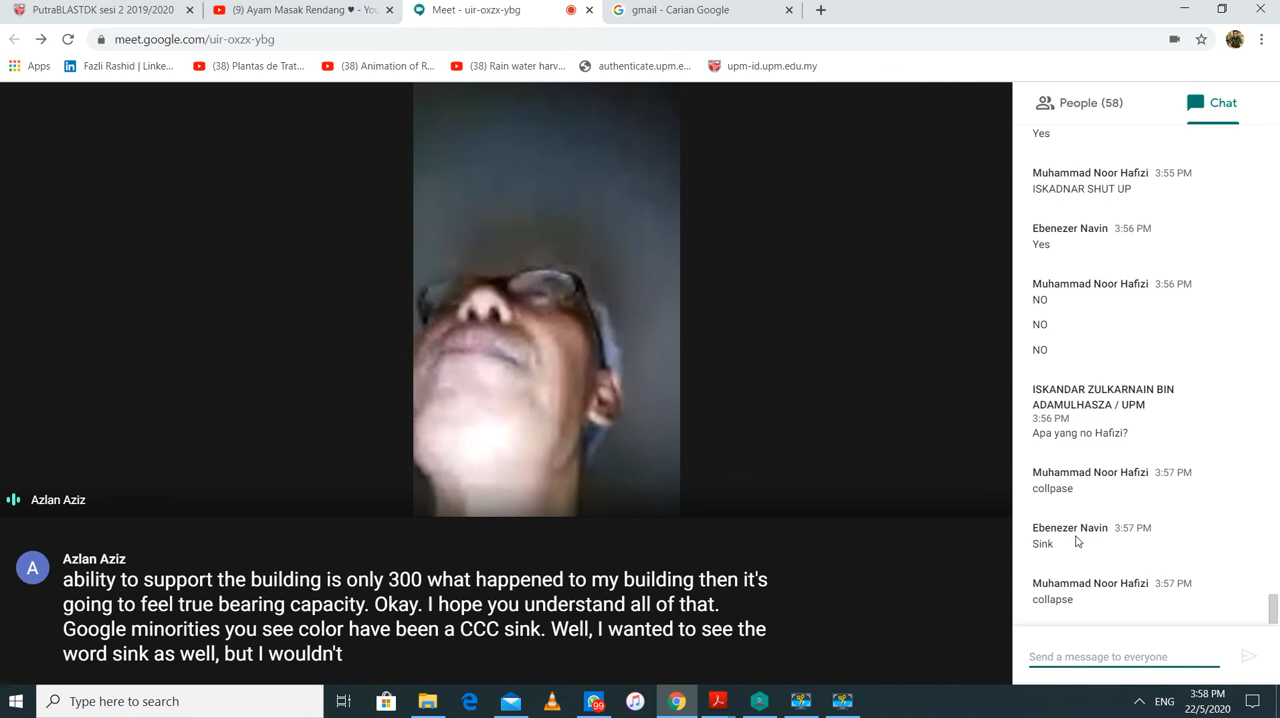 PutraBLASTDK sesi 2 2019/2020
(9) Ayam Masak Rendang ♥ - You
Meet - uir-oxzx-ybg
gmail - Carian Google
meet.google.com/uir-oxzx-ybg
Apps
Fazli Rashid | Linke...
(38) Plantas de Trat...
(38) Animation of R...
(38) Rain water harv...
authenticate.upm.e...
upm-id.upm.edu.my
People (58)
Chat
Yes
Muhammad Noor Hafizi 3:55 PM
ISKADNAR SHUT UP
Ebenezer Navin 3:56 PM
Yes
Muhammad Noor Hafizi 3:56 PM
NO
NO
NO
ISKANDAR ZULKARNAIN BIN
ADAMULHASZA / UPM
3:56 PM
Apa yang no Hafizi?
Muhammad Noor Hafizi 3:57 PM
collpase
Ebenezer Navin 3:57 PM
Sink
Muhammad Noor Hafizi 3:57 PM
collapse
Send a message to everyone
Azlan Aziz
A
Azlan Aziz
ability to support the building is only 300 what happened to my building then it's
going to feel true bearing capacity. Okay. I hope you understand all of that.
Google minorities you see color have been a CCC sink. Well, I wanted to see the
word sink as well, but I wouldn't
Type here to search
99
ENG
3:58 PM
22/5/2020